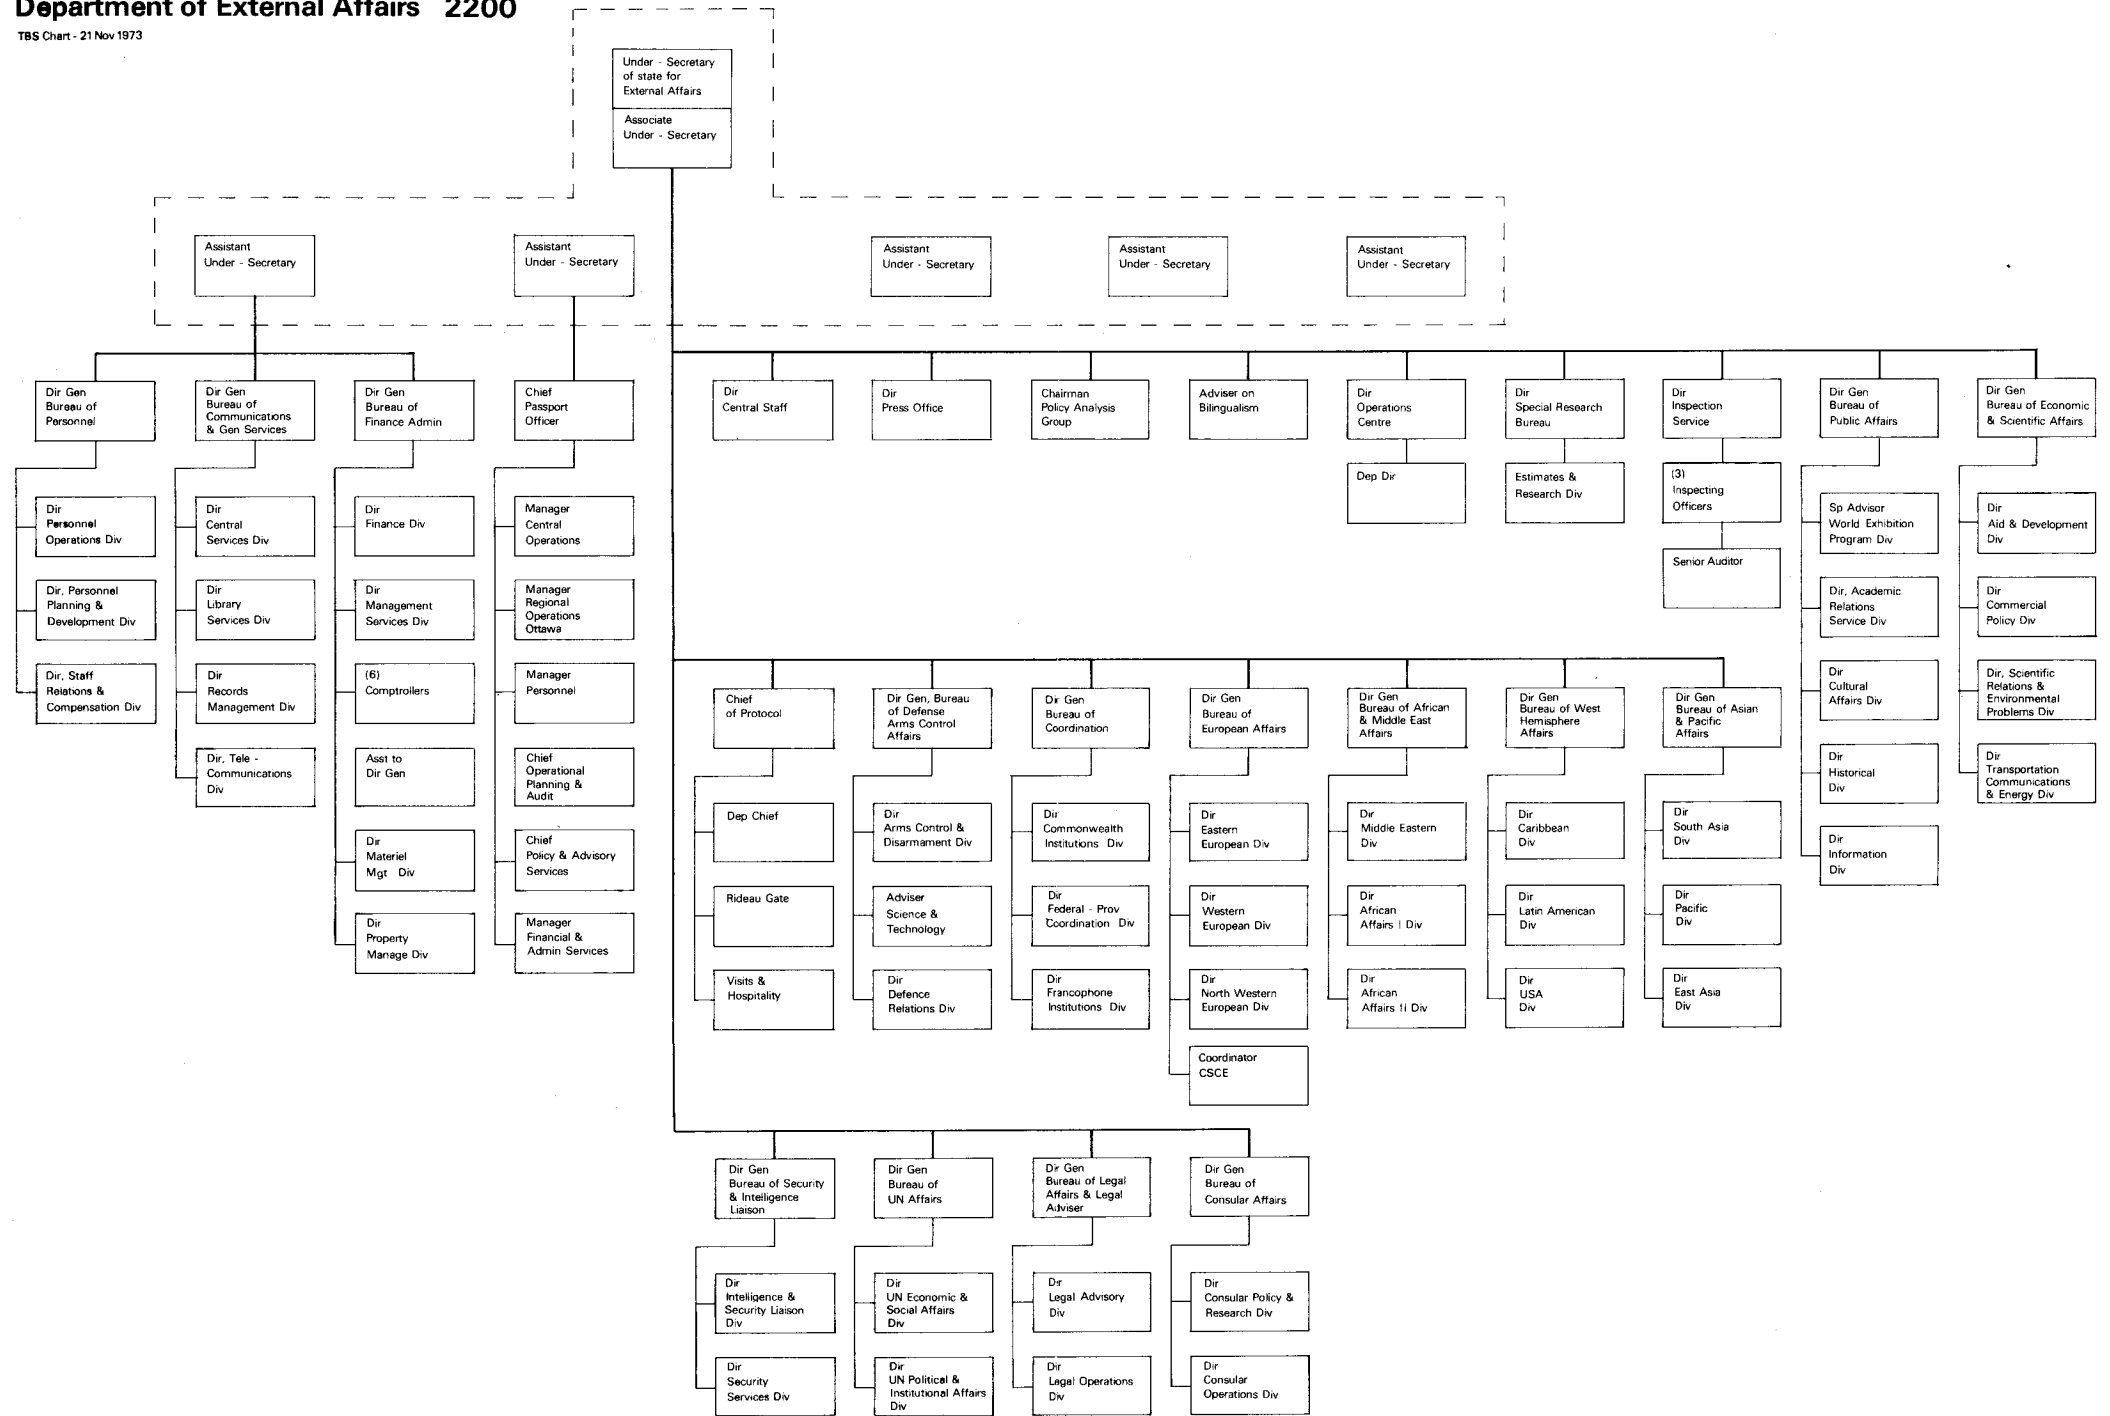 Department of External Affairs 2200
TBS Chart - 21 Nov 1973
Under - Secretary
of state for
External Affairs
Associate
Under - Secretary
Assistant
Under - Secretary
Assistant
Under - Secretary
Assistant
Under - Secretary
Assistant
Under - Secretary
Assistant
Under - Secretary
Dir Gen
Bureau of
Personnel
Dir
Personnel
Operations Div
Dir, Personnel
Planning &
Development Div
Dir, Staff
Relations &
Compensation Div
Dir Gen
Bureau of
Communications
& Gen Services
Dir
Central
Services Div
Dir
Library
Services Div
Dir
Records
Management Div
Dir, Tele -
Communications
Div
Dir Gen
Bureau of
Finance Admin
Dir
Finance Div
Dir
Management
Services Div
(6)
Comptrollers
Asst to
Dir Gen
Dir
Materiel
Mgt Div
Dir
Property
Manage Div
Chief
Passport
Officer
Manager
Central
Operations
Manager
Regional
Operations
Ottawa
Manager
Personnel
Chief
Operational
Planning &
Audit
Chief
Policy & Advisory
Services
Manager
Financial &
Admin Services
Dir
Central Staff
Dir
Press Office
Chairman
Policy Analysis
Group
Adviser on
Bilingualism
Dir
Operations
Centre
Dep Dir
Dir
Special Research
Bureau
Estimates &
Research Div
Dir
Inspection
Service
(3)
Inspecting
Officers
Senior Auditor
Dir Gen
Bureau of
Public Affairs
Sp Advisor
World Exhibition
Program Div
Dir, Academic
Relations
Service Div
Dir
Cultural
Affairs Div
Dir
Historical
Div
Dir
Information
Div
Dir Gen
Bureau of Economic
& Scientific Affairs
Dir
Aid & Development
Div
Dir
Commercial
Policy Div
Dir, Scientific
Relations &
Environmental
Problems Div
Dir
Transportation
Communications
& Energy Div
Chief
of Protocol
Dep Chief
Rideau Gate
Visits &
Hospitality
Dir Gen, Bureau
of Defense
Arms Control
Affairs
Dir
Arms Control &
Disarmament Div
Adviser
Science &
Technology
Dir
Defence
Relations Div
Dir Gen
Bureau of
Coordination
Dir
Commonwealth
Institutions Div
Dir
Federal - Prov
Coordination Div
Dir
Francophone
Institutions Div
Dir Gen
Bureau of
European Affairs
Dir
Eastern
European Div
Dir
Western
European Div
Dir
North Western
European Div
Coordinator
CSCE
Dir Gen
Bureau of African
& Middle East
Affairs
Dir
Middle Eastern
Div
Dir
African
Affairs I Div
Dir
African
Affairs II Div
Dir Gen
Bureau of West
Hemisphere
Affairs
Dir
Caribbean
Div
Dir
Latin American
Div
Dir
USA
Div
Dir Gen
Bureau of Asian
& Pacific
Affairs
Dir
South Asia
Div
Dir
Pacific
Div
Dir
East Asia
Div
Dir Gen
Bureau of Security
& Intelligence
Liaison
Dir
Intelligence &
Security Liaison
Div
Dir
Security
Services Div
Dir Gen
Bureau of
UN Affairs
Dir
UN Economic &
Social Affairs
Div
Dir
UN Political &
Institutional Affairs
Div
Dir Gen
Bureau of Legal
Affairs & Legal
Adviser
Dir
Legal Advisory
Div
Dir
Legal Operations
Div
Dir Gen
Bureau of
Consular Affairs
Dir
Consular Policy &
Research Div
Dir
Consular
Operations Div